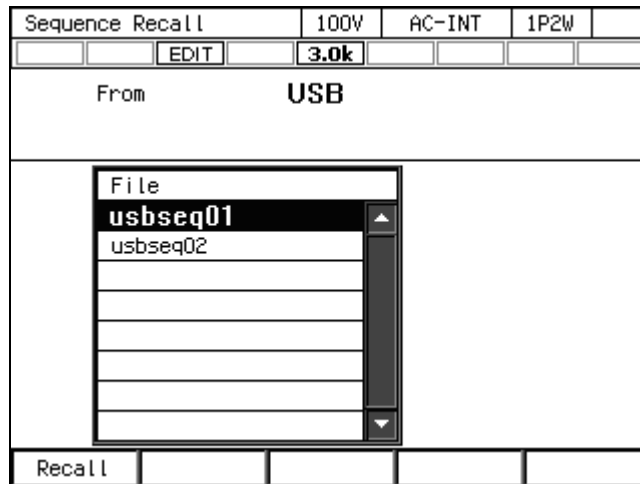 Sequence Recall 100V AC-INT 1P2W
EDIT 3.0k
From USB
File
usbseq01
usbseq02
Recall